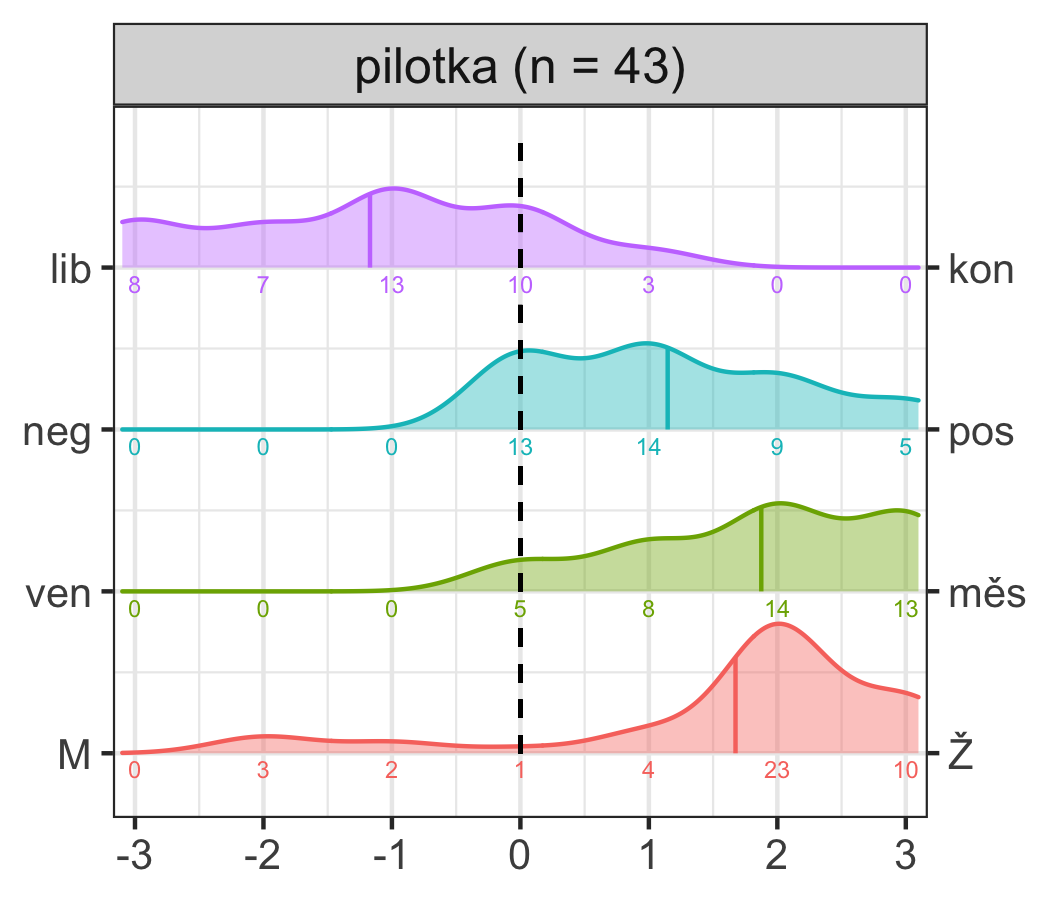 pilotka (n = 43)
lib kon
8 7 13 10 3 0 0
neg pos
0 0 0 13 14 9 5
ven měs
0 0 0 5 8 14 13
M Ž
0 3 2 1 4 23 10
-3 -2 -1 0 1 2 3